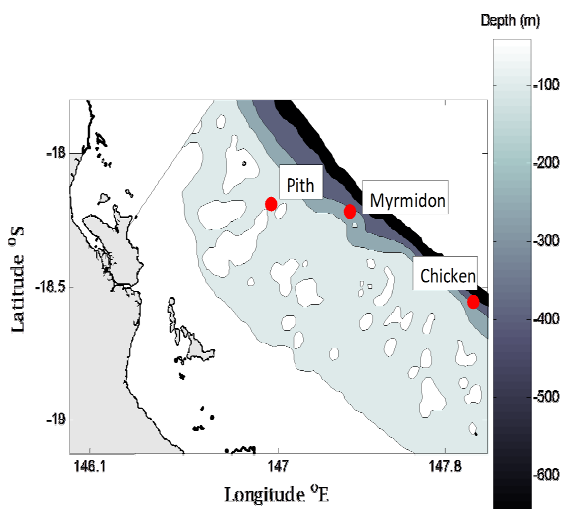 Depth (m)
-100
-200
-300
-400
-500
-600
-18
-18.5
-19
Latitude °S
Pith
Myrmidon
Chicken
146.1
147
147.8
Longitude °E